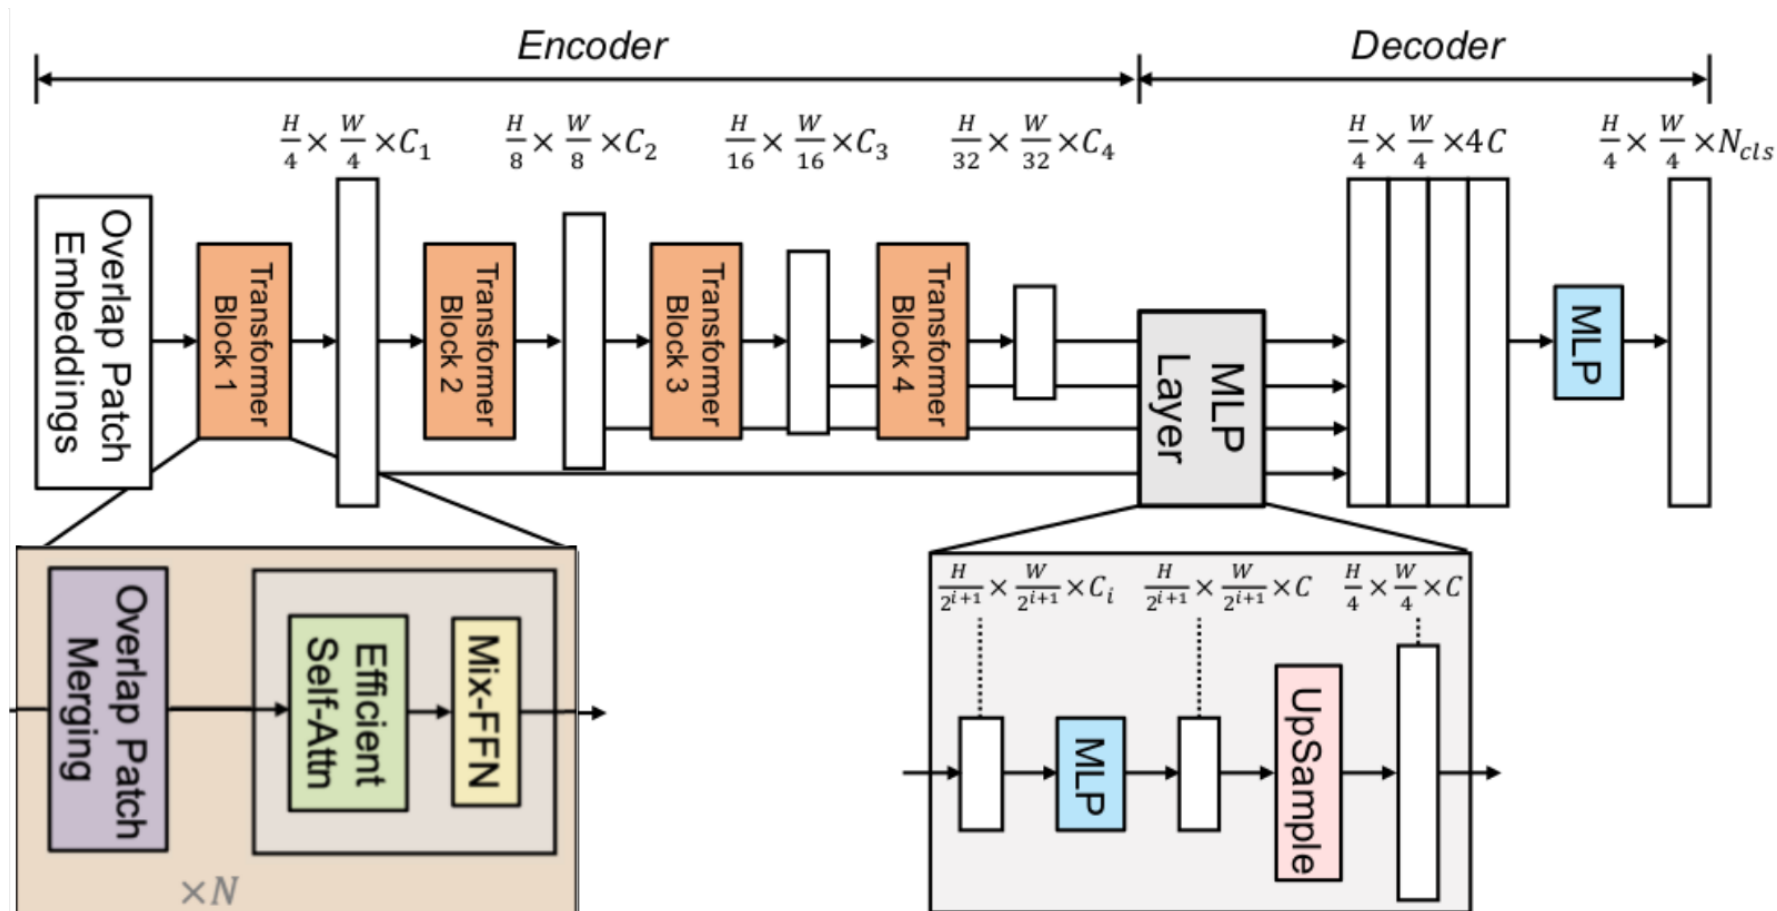 Encoder
Decoder
H/4 × W/4 ×C₁
H/8 × W/8 ×C₂
H/16 × W/16 ×C₃
H/32 × W/32 ×C₄
H/4 × W/4 ×4C
H/4 × W/4 ×N_cls
Overlap Patch
Embeddings
Transformer
Block 1
Transformer
Block 2
Transformer
Block 3
Transformer
Block 4
MLP
Layer
MLP
Overlap Patch
Merging
Efficient
Self-Attn
Mix-FFN
×N
H/2^{i+1} × W/2^{i+1} ×C_i
H/2^{i+1} × W/2^{i+1} ×C
H/4 × W/4 ×C
MLP
UpSample